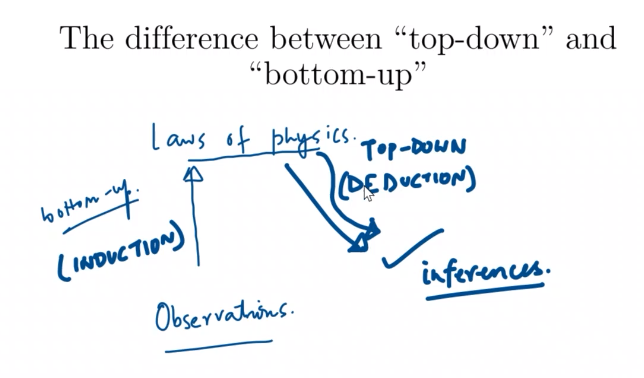 The difference between “top-down” and
“bottom-up”
Laws of physics.
TOP-DOWN
(DEDUCTION)
bottom-up.
(INDUCTION)
inferences.
Observations.